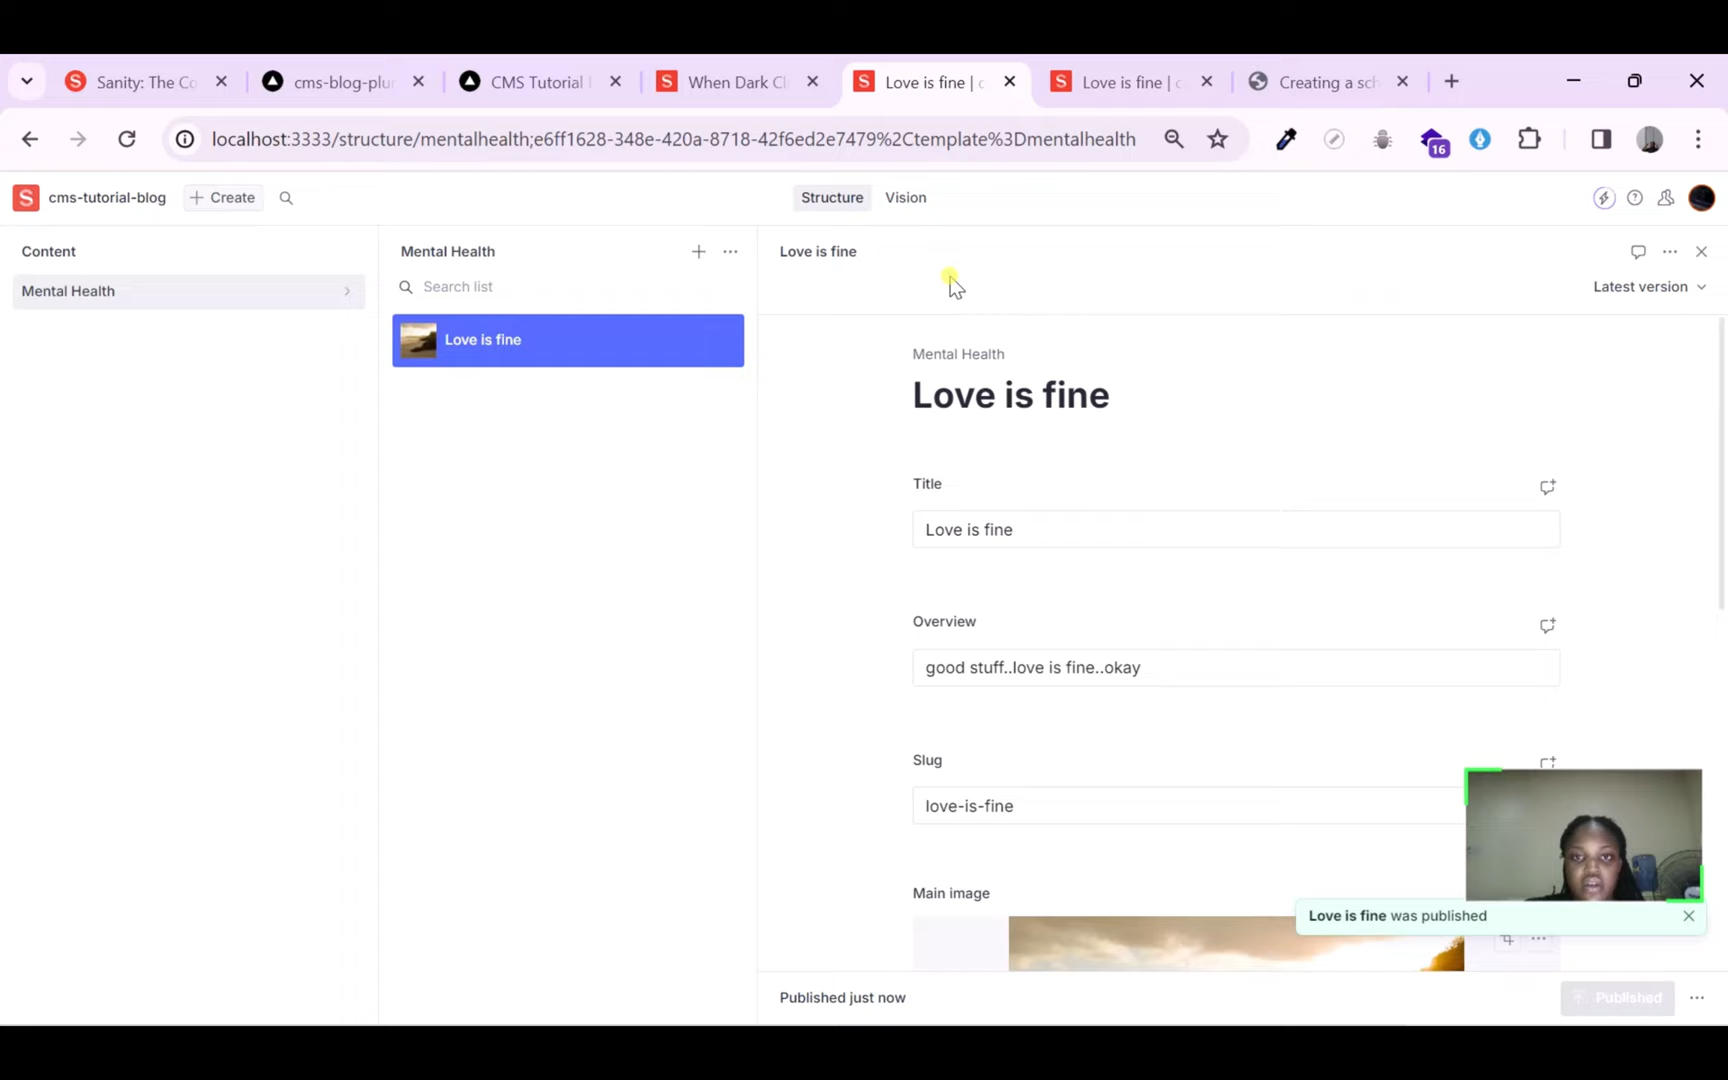 Sanity: The Co
cms-blog-plur
CMS Tutorial
When Dark Cl
Love is fine | c
Love is fine | c
Creating a sch
localhost:3333/structure/mentalhealth;e6ff1628-348e-420a-8718-42f6ed2e7479%2Ctemplate%3Dmentalhealth
16
S cms-tutorial-blog
Create
Structure
Vision
Content
Mental Health
Love is fine
Mental Health
Search list
Latest version
Love is fine
Mental Health
Love is fine
Title
Love is fine
Overview
good stuff..love is fine..okay
Slug
love-is-fine
Main image
Love is fine was published
Published just now
Published